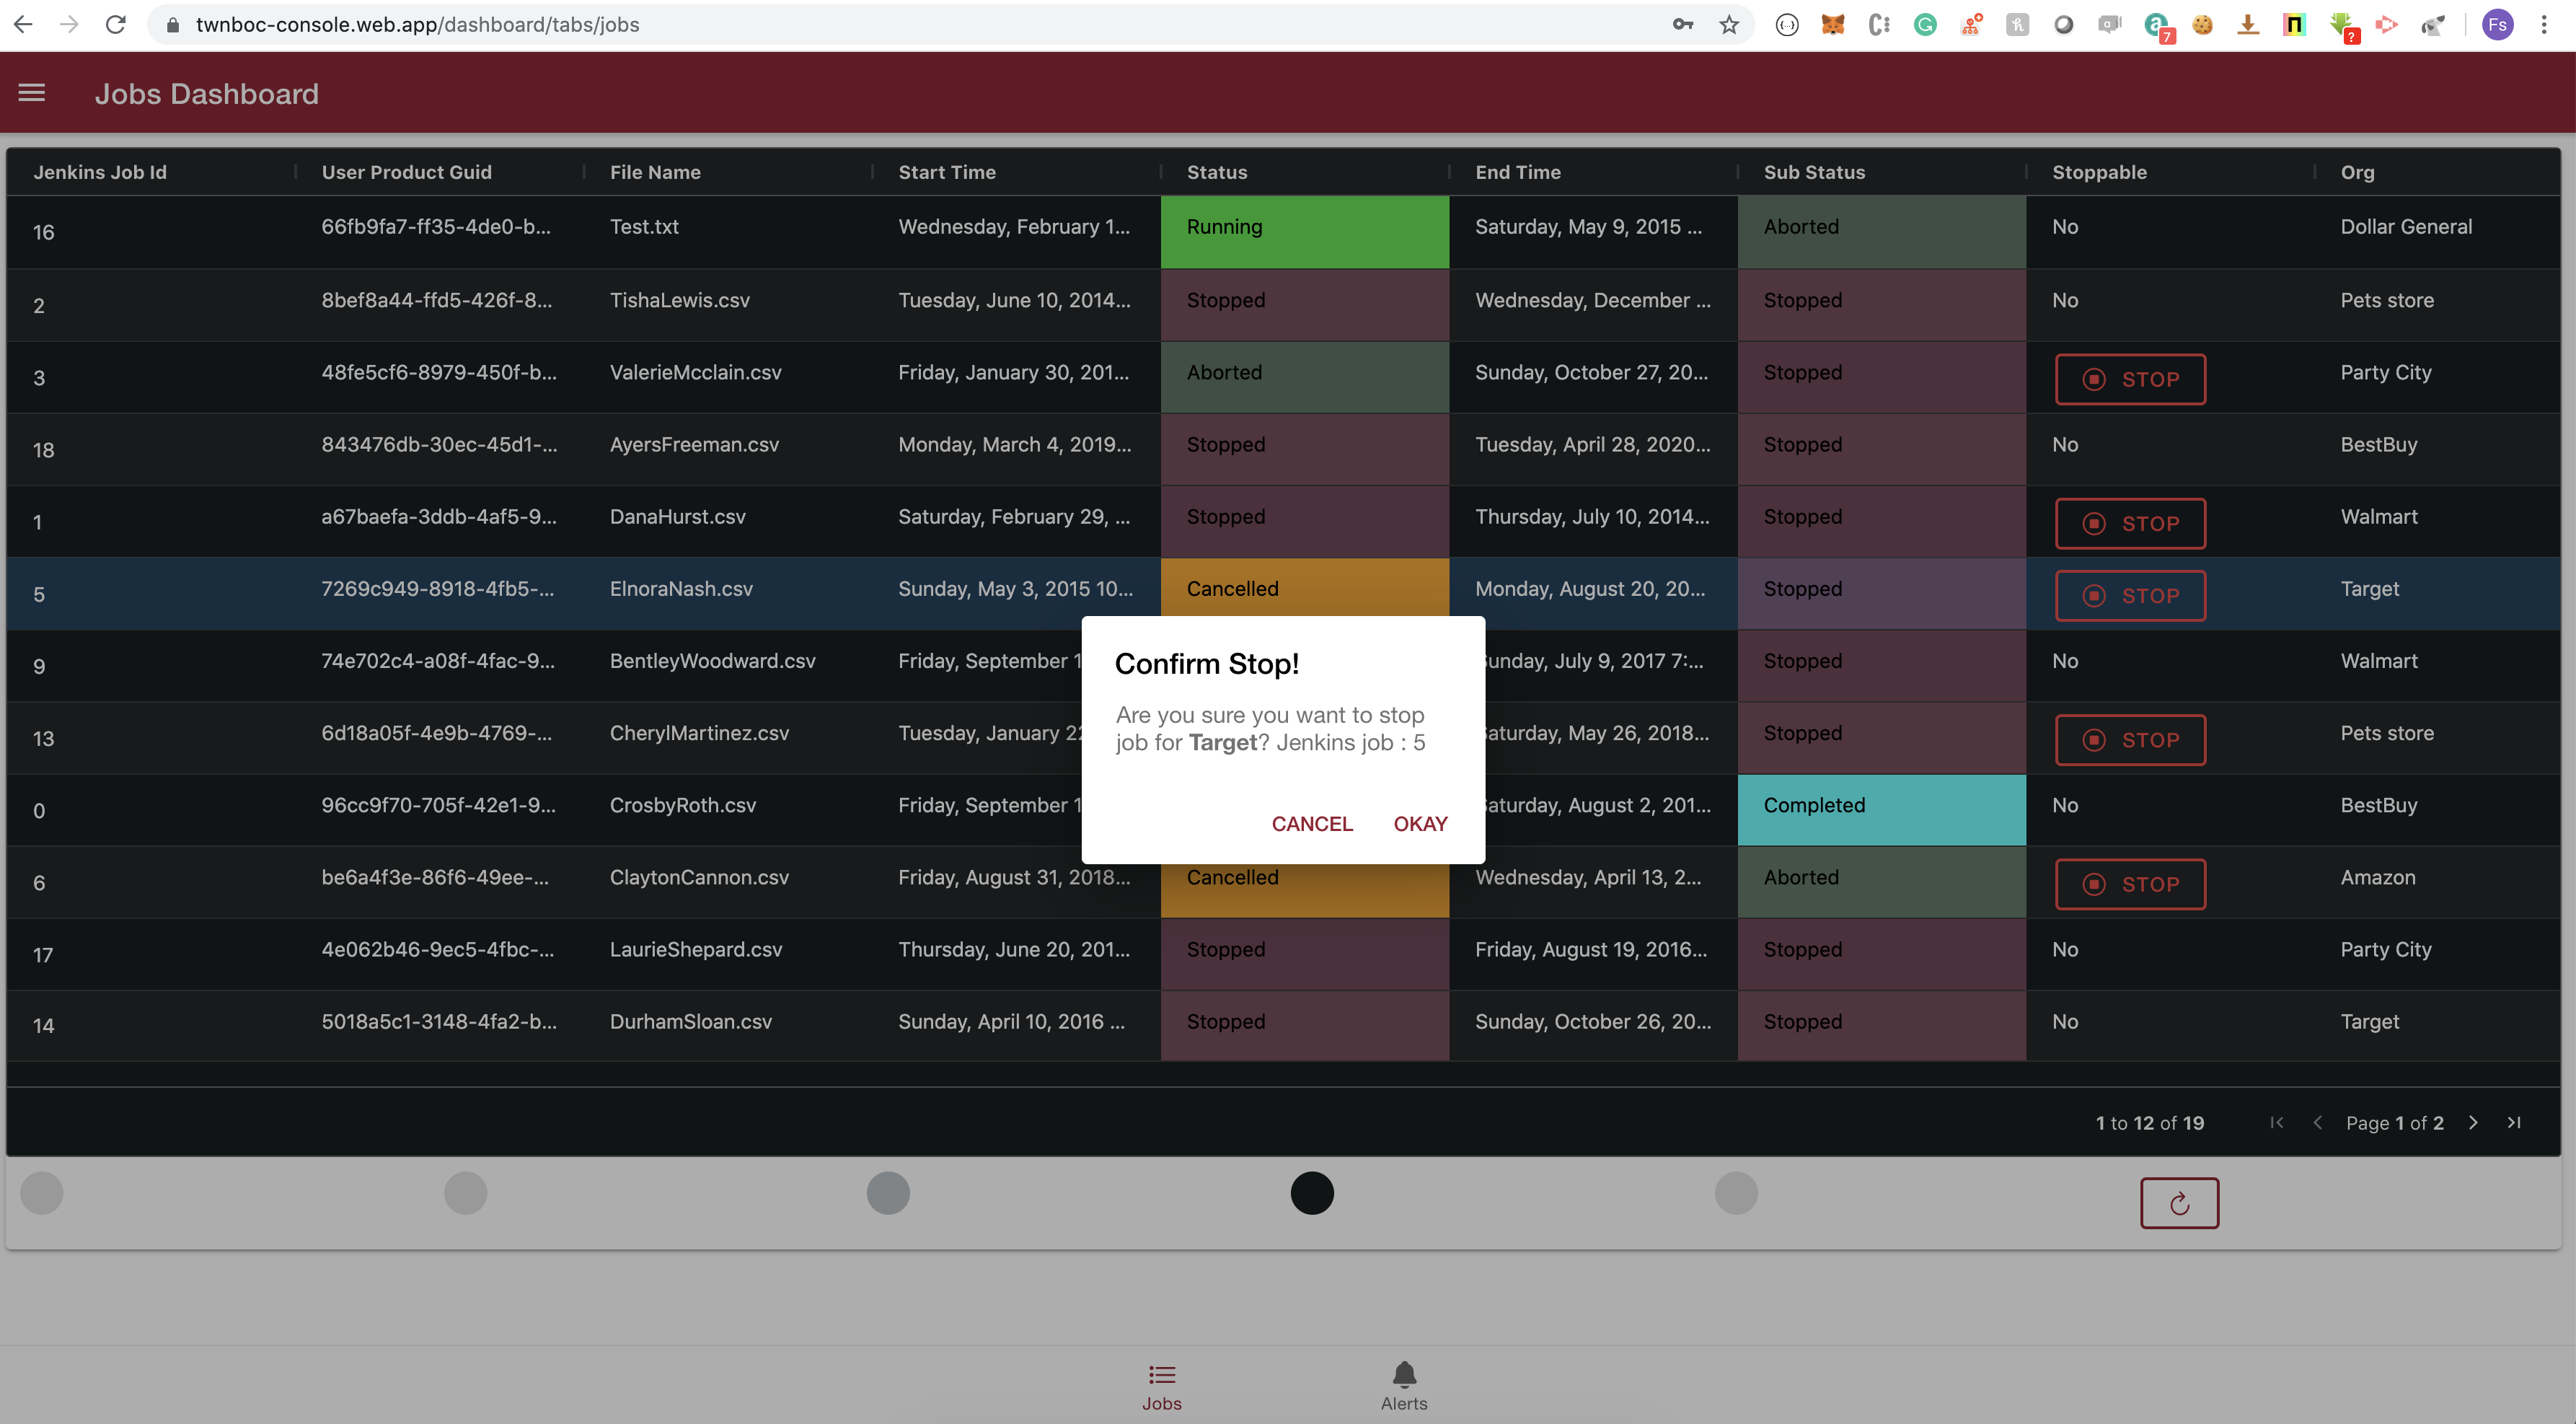 twnboc-console.web.app/dashboard/tabs/jobs
7
?
Fs
Jobs Dashboard
Jenkins Job Id User Product Guid File Name Start Time Status End Time Sub Status Stoppable Org
16 66fb9fa7-ff35-4de0-b... Test.txt Wednesday, February 1... Running Saturday, May 9, 2015 ... Aborted No Dollar General
2 8bef8a44-ffd5-426f-8... TishaLewis.csv Tuesday, June 10, 2014... Stopped Wednesday, December ... Stopped No Pets store
3 48fe5cf6-8979-450f-b... ValerieMcclain.csv Friday, January 30, 201... Aborted Sunday, October 27, 20... Stopped STOP Party City
18 843476db-30ec-45d1-... AyersFreeman.csv Monday, March 4, 2019... Stopped Tuesday, April 28, 2020... Stopped No BestBuy
1 a67baefa-3ddb-4af5-9... DanaHurst.csv Saturday, February 29, ... Stopped Thursday, July 10, 2014... Stopped STOP Walmart
5 7269c949-8918-4fb5-... ElnoraNash.csv Sunday, May 3, 2015 10... Cancelled Monday, August 20, 20... Stopped STOP Target
9 74e702c4-a08f-4fac-9... BentleyWoodward.csv Friday, September 1 unday, July 9, 2017 7:... Stopped No Walmart
13 6d18a05f-4e9b-4769-... CherylMartinez.csv Tuesday, January 22 aturday, May 26, 2018... Stopped STOP Pets store
0 96cc9f70-705f-42e1-9... CrosbyRoth.csv Friday, September 1 aturday, August 2, 201... Completed No BestBuy
6 be6a4f3e-86f6-49ee-... ClaytonCannon.csv Friday, August 31, 2018... Cancelled Wednesday, April 13, 2... Aborted STOP Amazon
17 4e062b46-9ec5-4fbc-... LaurieShepard.csv Thursday, June 20, 201... Stopped Friday, August 19, 2016... Stopped No Party City
14 5018a5c1-3148-4fa2-b... DurhamSloan.csv Sunday, April 10, 2016 ... Stopped Sunday, October 26, 20... Stopped No Target
Confirm Stop!
Are you sure you want to stop
job for Target? Jenkins job : 5
CANCEL OKAY
1 to 12 of 19 Page 1 of 2
Jobs Alerts